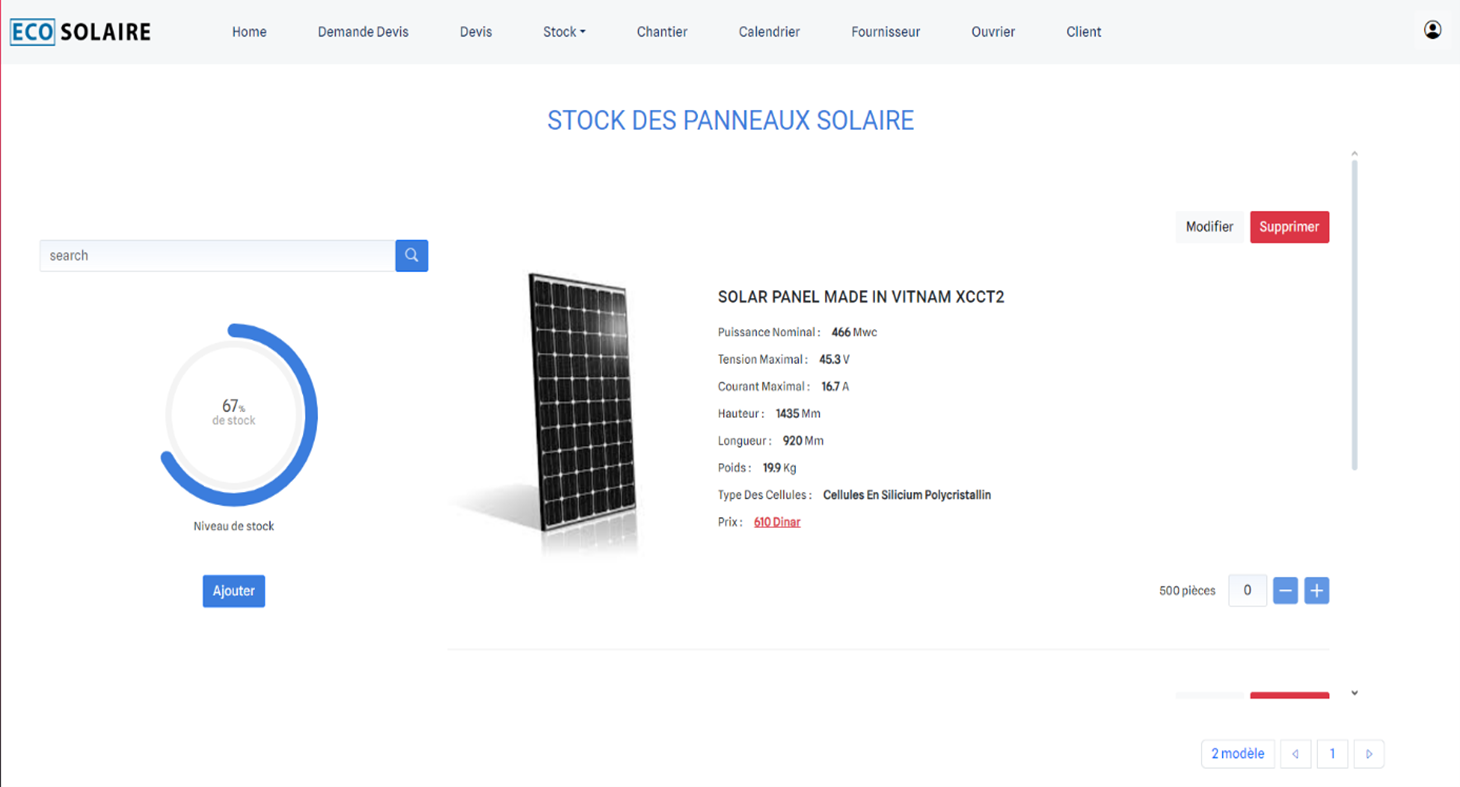 ECO SOLAIRE Home Demande Devis Devis Stock Chantier Calendrier Fournisseur Ouvrier Client
STOCK DES PANNEAUX SOLAIRE
Modifier Supprimer
search
SOLAR PANEL MADE IN VITNAM XCCT2
Puissance Nominal : 466 Mwc
Tension Maximal : 45.3 V
Courant Maximal : 16.7 A
Hauteur : 1435 Mm
Longueur : 920 Mm
Poids : 19.9 Kg
Type Des Cellules : Cellules En Silicium Polycristallin
Prix : 610 Dinar
67%
de stock
Niveau de stock
Ajouter
500 pièces 0 − +
2 modèle 1